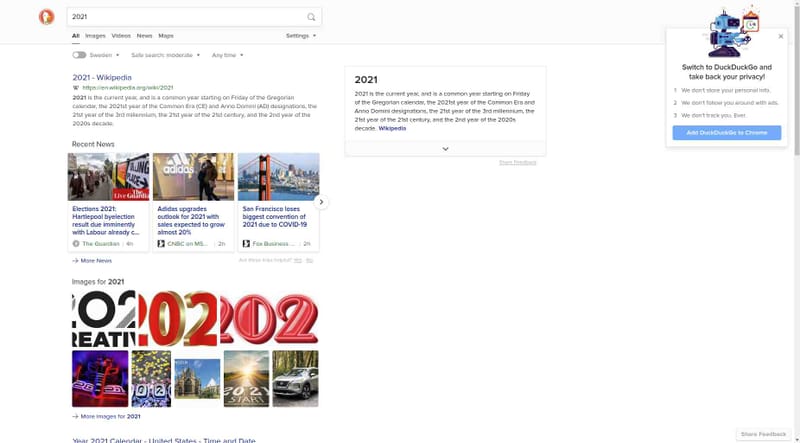 2021
All Images Videos News Maps Settings
Sweden Safe search: moderate Any time
2021 - Wikipedia
W https://en.wikipedia.org/wiki/2021
2021 is the current year, and is a common year starting on Friday of the Gregorian
calendar, the 2021st year of the Common Era (CE) and Anno Domini (AD) designations, the
21st year of the 3rd millennium, the 21st year of the 21st century, and the 2nd year of the
2020s decade.
Recent News
The Live Guardian
adidas
Elections 2021:
Hartlepool byelection
result due imminently
with Labour already c...
The Guardian | 4h
Adidas upgrades
outlook for 2021 with
sales expected to grow
almost 20%
CNBC on MS... | 2h
San Francisco loses
biggest convention of
2021 due to COVID-19
Fox Business ... | 2h
More News
Are these links helpful? Yes No
Images for 2021
202
REATIV
202
202
2021
START
More Images for 2021
Year 2021 Calendar - United States - Time and Date
2021
2021 is the current year, and is a common year starting on Friday
of the Gregorian calendar, the 2021st year of the Common Era and
Anno Domini designations, the 21st year of the 3rd millennium,
the 21st year of the 21st century, and the 2nd year of the 2020s
decade. Wikipedia
Share Feedback
Switch to DuckDuckGo and
take back your privacy!
1 We don't store your personal info.
2 We don't follow you around with ads.
3 We don't track you. Ever.
Add DuckDuckGo to Chrome
Share Feedback